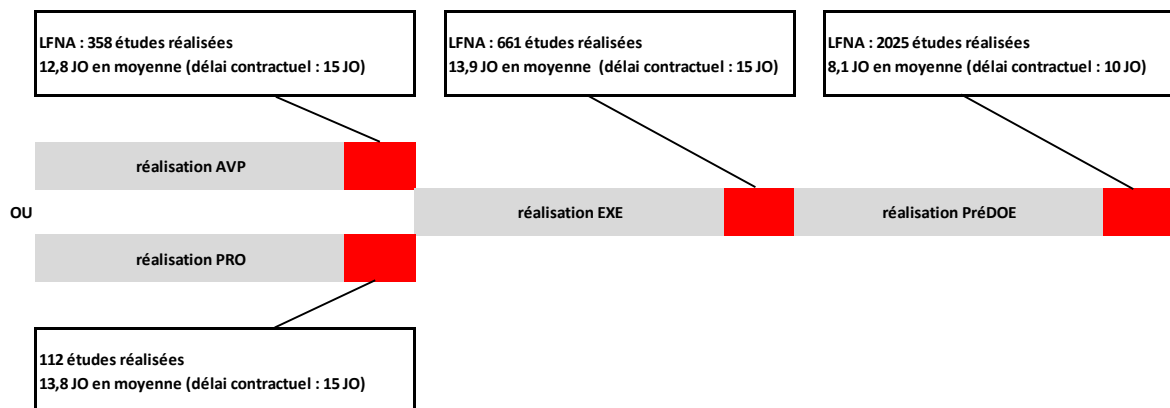 LFNA : 358 études réalisées
12,8 JO en moyenne (délai contractuel : 15 JO)
LFNA : 661 études réalisées
13,9 JO en moyenne (délai contractuel : 15 JO)
LFNA : 2025 études réalisées
8,1 JO en moyenne (délai contractuel : 10 JO)
réalisation AVP
OU
réalisation EXE
réalisation PréDOE
réalisation PRO
112 études réalisées
13,8 JO en moyenne (délai contractuel : 15 JO)